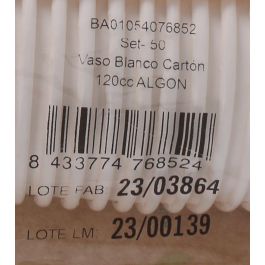 BA01054076852
Set- 50
Vaso Blanco Cartón
120cc ALGON
8 433774 768524
LOTE FAB: 23/03864
LOTE LM: 23/00139